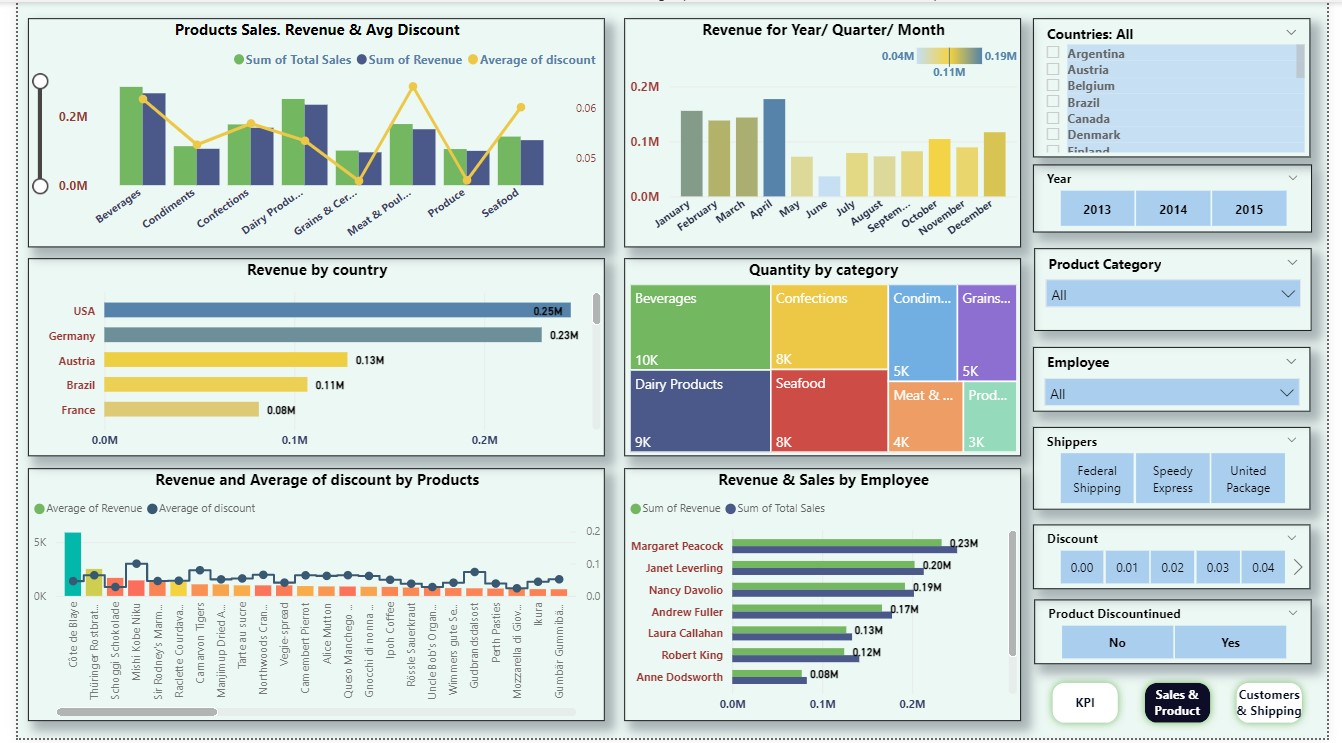 Products Sales. Revenue & Avg Discount
Sum of Total Sales Sum of Revenue Average of discount
0.2M
0.0M
0.06
0.05
Beverages
Condiments
Confections
Dairy Produ...
Grains & Cer...
Meat & Poul...
Produce
Seafood
Revenue for Year/ Quarter/ Month
0.04M 0.19M
0.11M
0.2M
0.1M
0.0M
January
February
March
April
May
June
July
August
Septem...
October
November
December
Countries: All
Argentina
Austria
Belgium
Brazil
Canada
Denmark
Finland
Year
2013 2014 2015
Revenue by country
USA 0.25M
Germany 0.23M
Austria 0.13M
Brazil 0.11M
France 0.08M
0.0M 0.1M 0.2M
Quantity by category
Beverages
10K
Confections
8K
Condim...
5K
Grains...
5K
Dairy Products
9K
Seafood
8K
Meat & ...
4K
Prod...
3K
Product Category
All
Employee
All
Shippers
Federal Shipping
Speedy Express
United Package
Revenue and Average of discount by Products
Average of Revenue Average of discount
5K
0K
0.2
0.1
0.0
Côte de Blaye
Thüringer Rostbrat...
Schoggi Schokolade
Mishi Kobe Niku
Sir Rodney's Marm...
Raclette Courdava...
Carnarvon Tigers
Manjimup Dried A...
Tarte au sucre
Northwoods Cran...
Vegie-spread
Camembert Pierrot
Alice Mutton
Queso Manchego ...
Gnocchi di nonna ...
Ipoh Coffee
Rössle Sauerkraut
Uncle Bob's Organ...
Wimmers gute Se...
Gudbrandsdalsost
Perth Pasties
Mozzarella di Giov...
Ikura
Gumbär Gummibä...
Revenue & Sales by Employee
Sum of Revenue Sum of Total Sales
Margaret Peacock 0.23M
Janet Leverling 0.20M
Nancy Davolio 0.19M
Andrew Fuller 0.17M
Laura Callahan 0.13M
Robert King 0.12M
Anne Dodsworth 0.08M
0.0M 0.1M 0.2M
Discount
0.00 0.01 0.02 0.03 0.04
Product Discountinued
No Yes
KPI
Sales & Product
Customers & Shipping